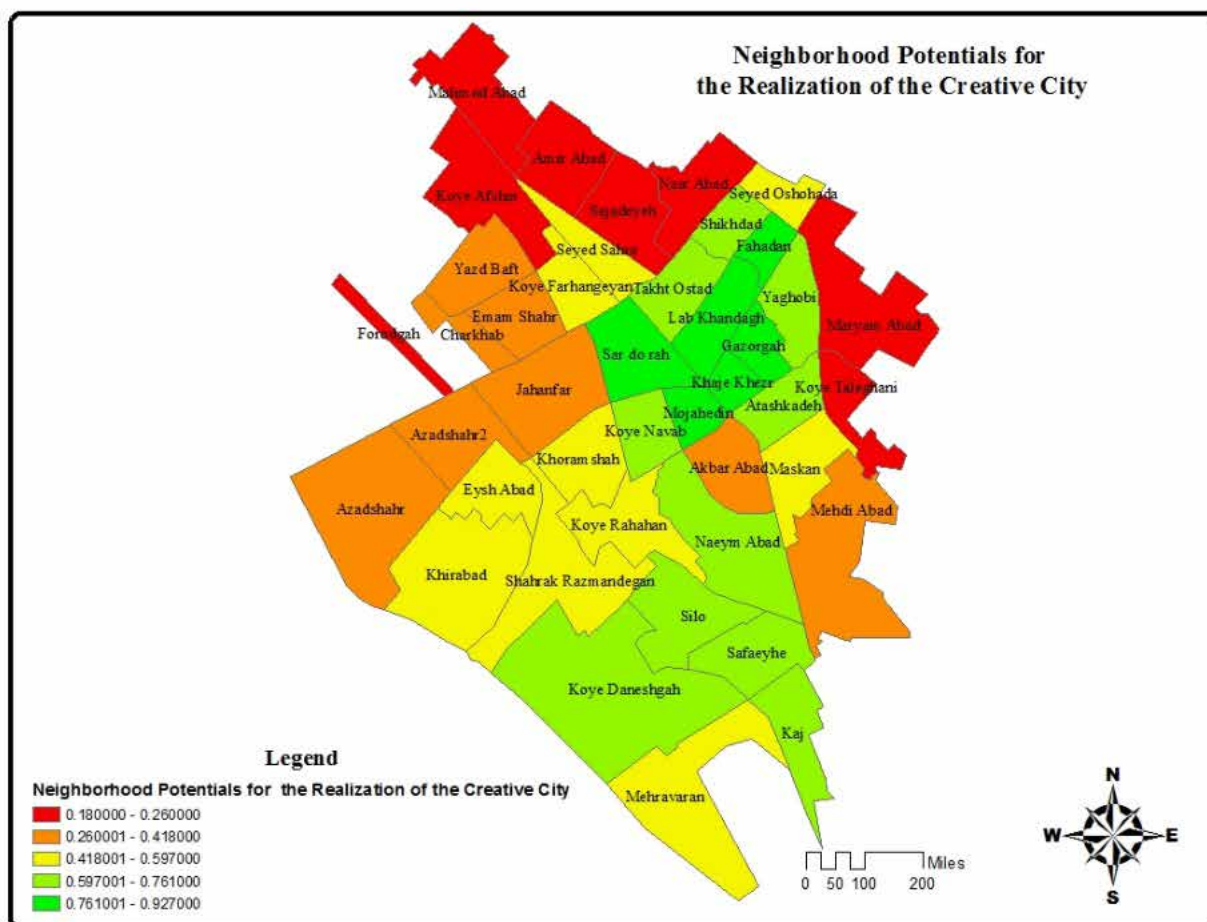 Neighborhood Potentials for
the Realization of the Creative City
Mahmod Abad
Amir Abad
Nasr Abad
Koye Afshar
Sejadeyeh
Seyed Oshohada
Shikhdad
Fahadan
Seyed Sahra
Yazd Baft
Koye Farhangeyan
Takht Ostad
Yaghobi
Emam Shahr
Lab Khandagh
Maryam Abad
Forudgah
Charkhab
Gazorgah
Sar do rah
Jahanfar
Khaje Khezr
Koye Taleghani
Atashkadeh
Mojahedin
Azadshahr2
Koye Navab
Khoram shah
Akbar Abad
Maskan
Eysh Abad
Azadshahr
Mehdi Abad
Koye Rahahan
Naeym Abad
Khirabad
Shahrak Razmandegan
Silo
Safaeyhe
Koye Daneshgah
Kaj
Mehravaran
Legend
Neighborhood Potentials for the Realization of the Creative City
0.180000 - 0.260000
0.260001 - 0.418000
0.418001 - 0.597000
0.597001 - 0.761000
0.761001 - 0.927000
Miles
0 50 100 200
N
W E
S